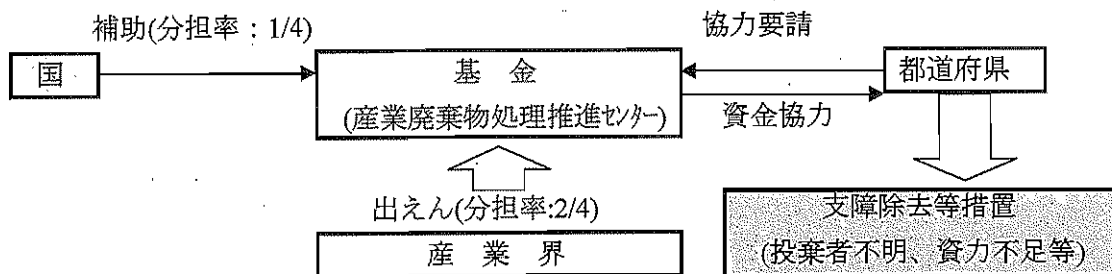 補助(分担率：1/4)
協力要請
国
基　金
(産業廃棄物処理推進センター)
都道府県
資金協力
出えん(分担率:2/4)
産　業　界
支障除去等措置
(投棄者不明、資力不足等)